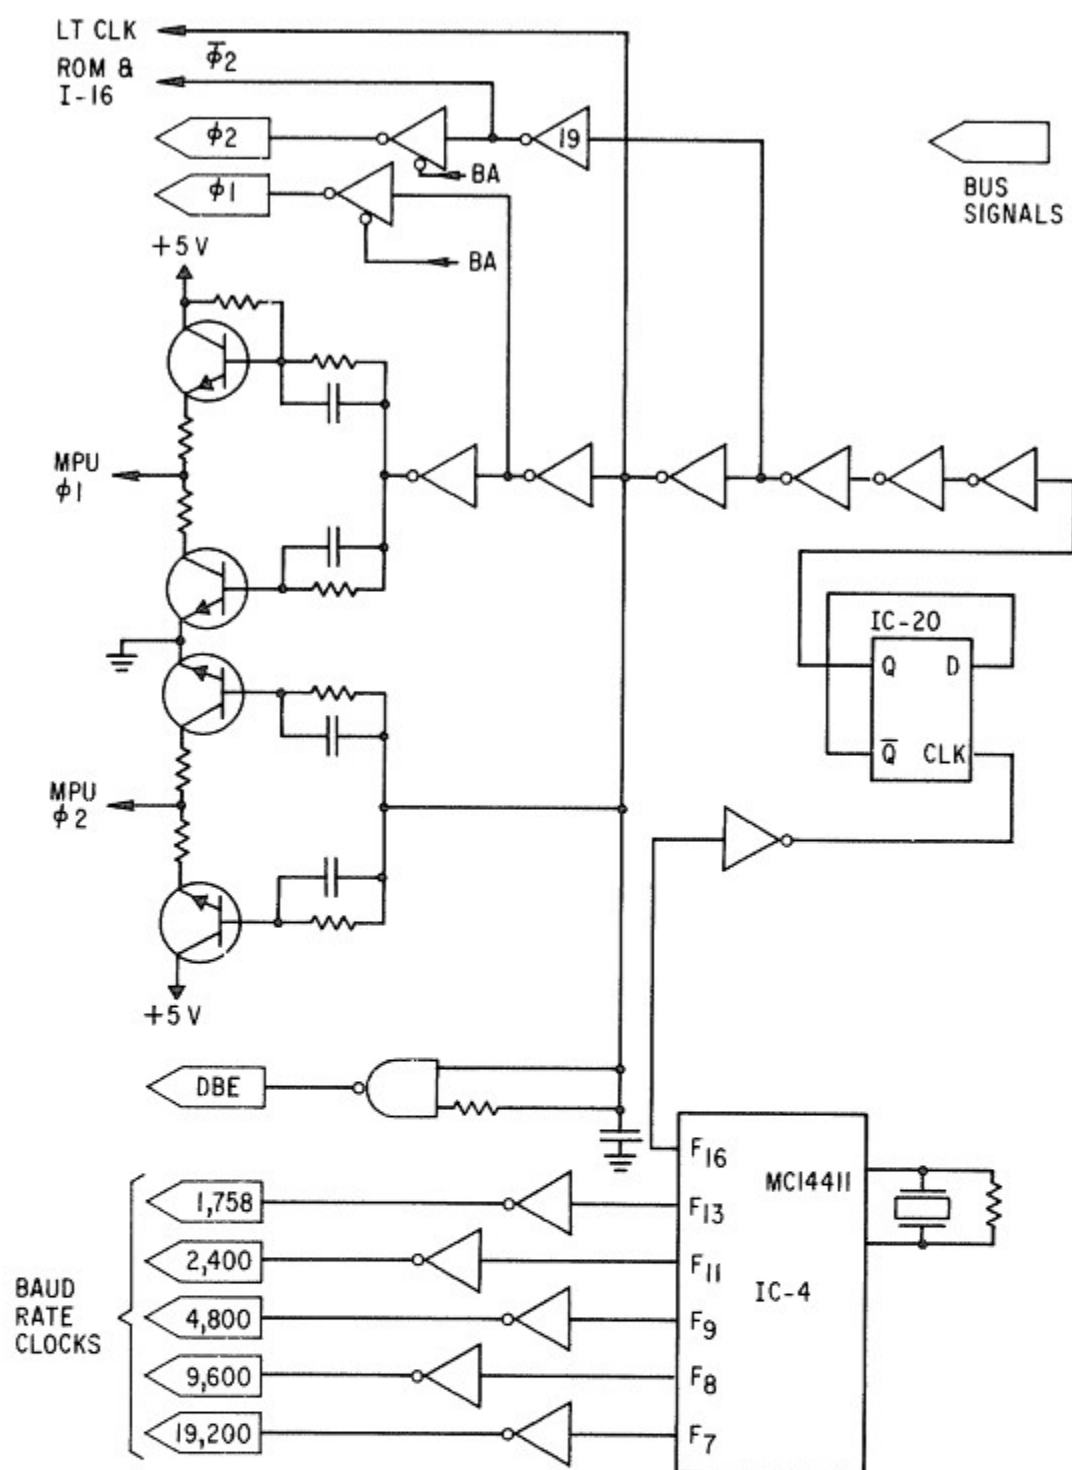 LT CLK
ϕ̅2
ROM &
I-16
ϕ2
19
BA
ϕ1
BA
BUS
SIGNALS
+5V
MPU
ϕ1
IC-20
Q D
Q̅ CLK
MPU
ϕ2
+5V
DBE
F16
MC14411
1,758
F13
2,400
F11
BAUD
RATE
CLOCKS
IC-4
4,800
F9
9,600
F8
19,200
F7